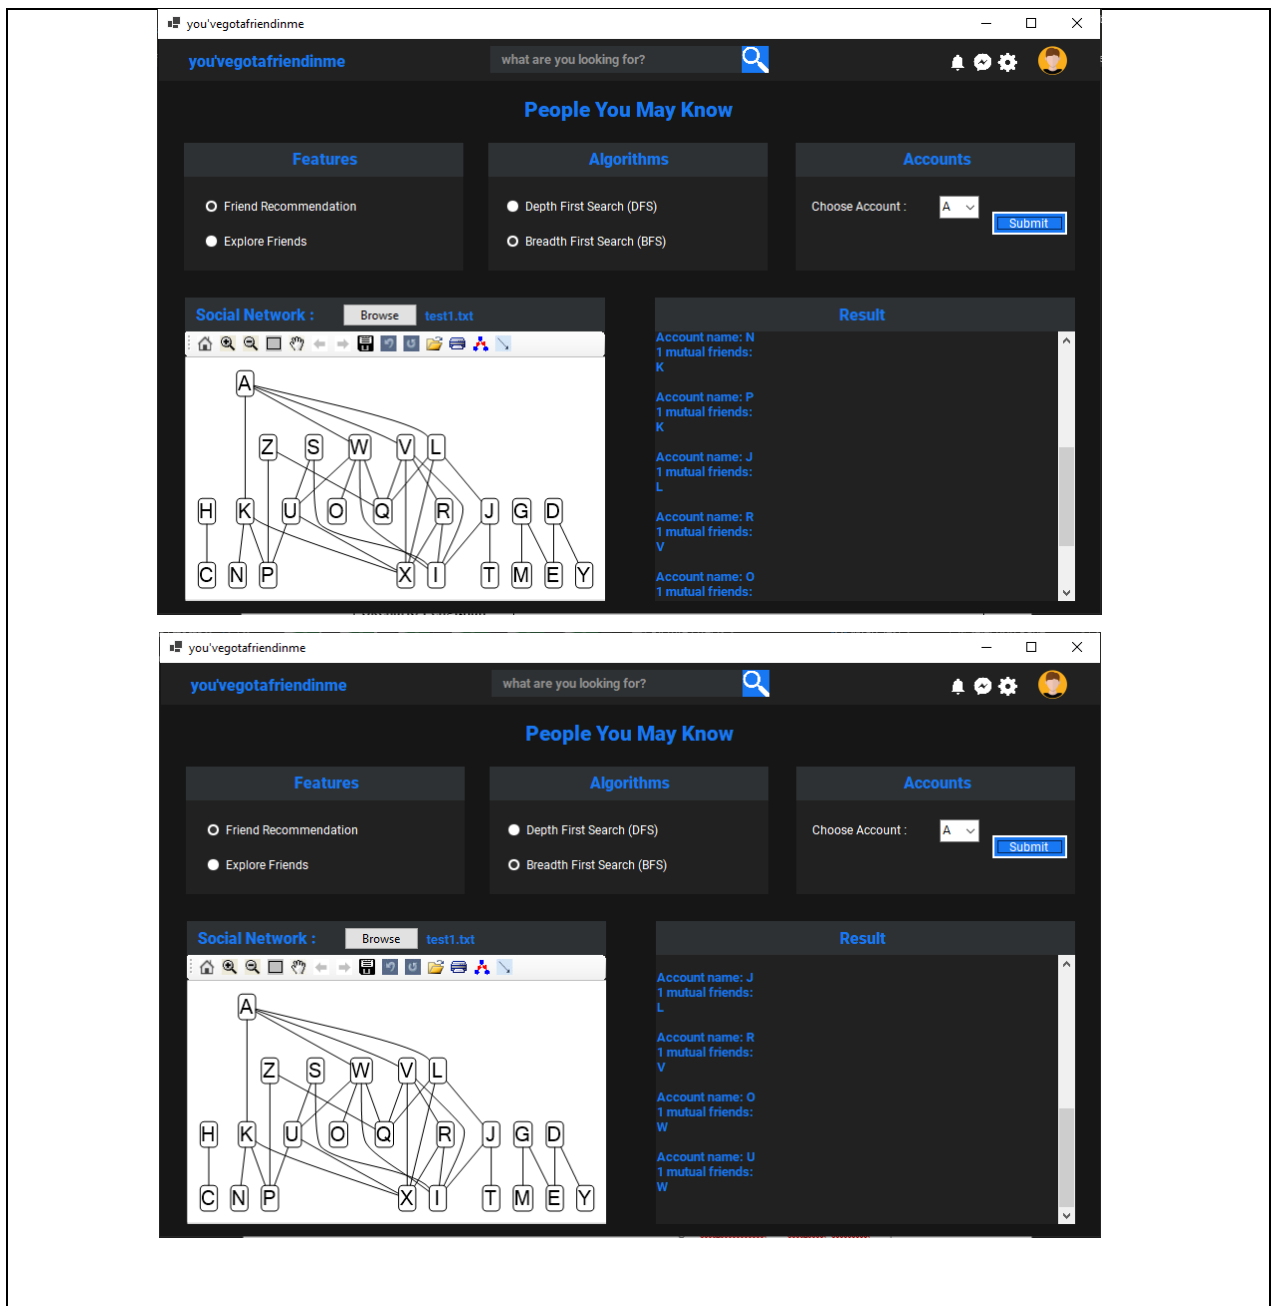 you'vegotafriendinme
you'vegotafriendinme
what are you looking for?
People You May Know
Features
Algorithms
Accounts
Friend Recommendation
Depth First Search (DFS)
Choose Account :
A
Submit
Explore Friends
Breadth First Search (BFS)
Social Network :
Browse
test1.txt
Result
A
Z S W V L
H K U O Q R J G D
C N P X I T M E Y
Account name: N
1 mutual friends:
K
Account name: P
1 mutual friends:
K
Account name: J
1 mutual friends:
L
Account name: R
1 mutual friends:
V
Account name: O
1 mutual friends:
you'vegotafriendinme
you'vegotafriendinme
what are you looking for?
People You May Know
Features
Algorithms
Accounts
Friend Recommendation
Depth First Search (DFS)
Choose Account :
A
Submit
Explore Friends
Breadth First Search (BFS)
Social Network :
Browse
test1.txt
Result
A
Z S W V L
H K U O Q R J G D
C N P X I T M E Y
Account name: J
1 mutual friends:
L
Account name: R
1 mutual friends:
V
Account name: O
1 mutual friends:
W
Account name: U
1 mutual friends:
W